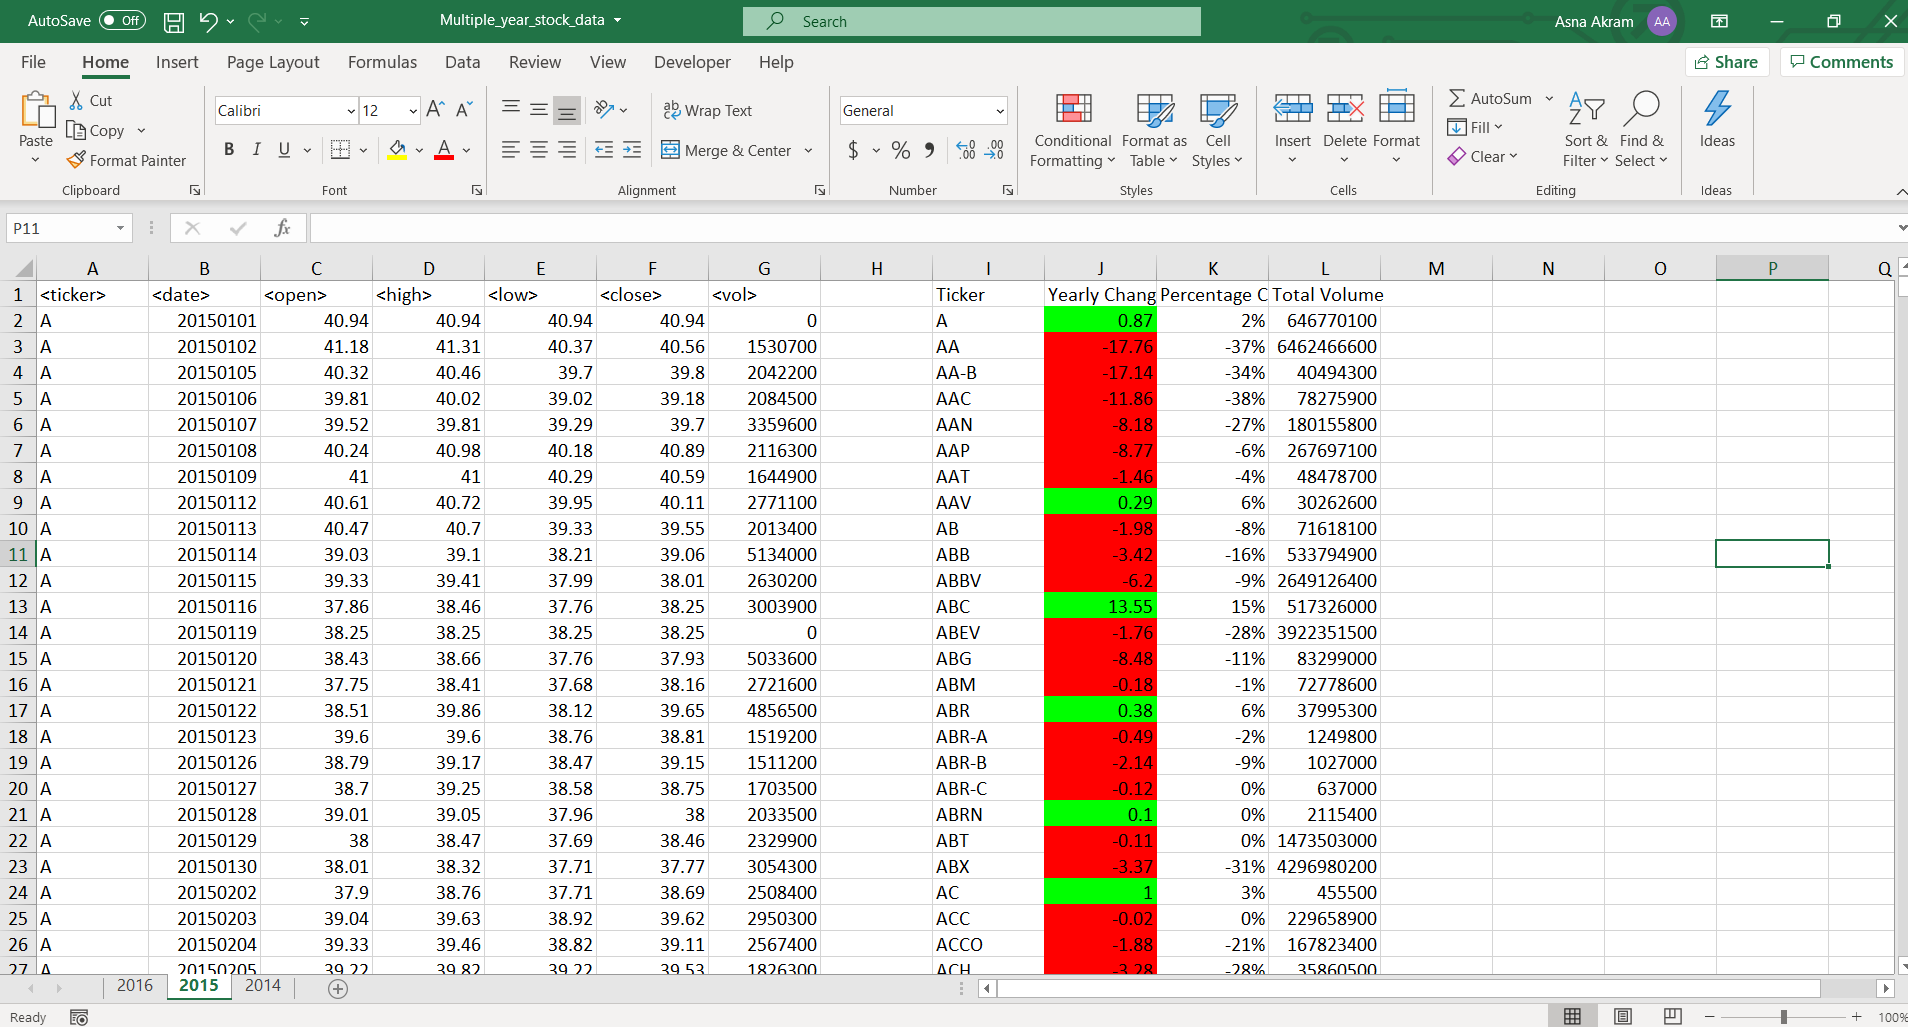 AutoSave Off Multiple_year_stock_data Search Asna Akram AA
File Home Insert Page Layout Formulas Data Review View Developer Help Share Comments
Paste
Cut
Copy
Format Painter
Clipboard
Calibri 12
B I U
Font
Wrap Text
Merge & Center
Alignment
General
$ % 9
Number
Conditional Formatting
Format as Table
Cell Styles
Styles
Insert Delete Format
Cells
AutoSum
Fill
Clear
Sort & Filter
Find & Select
Editing
Ideas
Ideas
P11 fx
A B C D E F G H I J K L M N O P Q
1 <ticker> <date> <open> <high> <low> <close> <vol> Ticker Yearly Chang Percentage C Total Volume
2 A 20150101 40.94 40.94 40.94 40.94 0 A 0.87 2% 646770100
3 A 20150102 41.18 41.31 40.37 40.56 1530700 AA -17.76 -37% 6462466600
4 A 20150105 40.32 40.46 39.7 39.8 2042200 AA-B -17.14 -34% 40494300
5 A 20150106 39.81 40.02 39.02 39.18 2084500 AAC -11.86 -38% 78275900
6 A 20150107 39.52 39.81 39.29 39.7 3359600 AAN -8.18 -27% 180155800
7 A 20150108 40.24 40.98 40.18 40.89 2116300 AAP -8.77 -6% 267697100
8 A 20150109 41 41 40.29 40.59 1644900 AAT -1.46 -4% 48478700
9 A 20150112 40.61 40.72 39.95 40.11 2771100 AAV 0.29 6% 30262600
10 A 20150113 40.47 40.7 39.33 39.55 2013400 AB -1.98 -8% 71618100
11 A 20150114 39.03 39.1 38.21 39.06 5134000 ABB -3.42 -16% 533794900
12 A 20150115 39.33 39.41 37.99 38.01 2630200 ABBV -6.2 -9% 2649126400
13 A 20150116 37.86 38.46 37.76 38.25 3003900 ABC 13.55 15% 517326000
14 A 20150119 38.25 38.25 38.25 38.25 0 ABEV -1.76 -28% 3922351500
15 A 20150120 38.43 38.66 37.76 37.93 5033600 ABG -8.48 -11% 83299000
16 A 20150121 37.75 38.41 37.68 38.16 2721600 ABM -0.18 -1% 72778600
17 A 20150122 38.51 39.86 38.12 39.65 4856500 ABR 0.38 6% 37995300
18 A 20150123 39.6 39.6 38.76 38.81 1519200 ABR-A -0.49 -2% 1249800
19 A 20150126 38.79 39.17 38.47 39.15 1511200 ABR-B -2.14 -9% 1027000
20 A 20150127 38.7 39.25 38.58 38.75 1703500 ABR-C -0.12 0% 637000
21 A 20150128 39.01 39.05 37.96 38 2033500 ABRN 0.1 0% 2115400
22 A 20150129 38 38.47 37.69 38.46 2329900 ABT -0.11 0% 1473503000
23 A 20150130 38.01 38.32 37.71 37.77 3054300 ABX -3.37 -31% 4296980200
24 A 20150202 37.9 38.76 37.71 38.69 2508400 AC 1 3% 455500
25 A 20150203 39.04 39.63 38.92 39.62 2950300 ACC -0.02 0% 229658900
26 A 20150204 39.33 39.46 38.82 39.11 2567400 ACCO -1.88 -21% 167823400
27 A 20150205 39.22 39.82 39.22 39.53 1826300 ACH -3.28 -28% 35860500
2016 2015 2014
Ready 100%